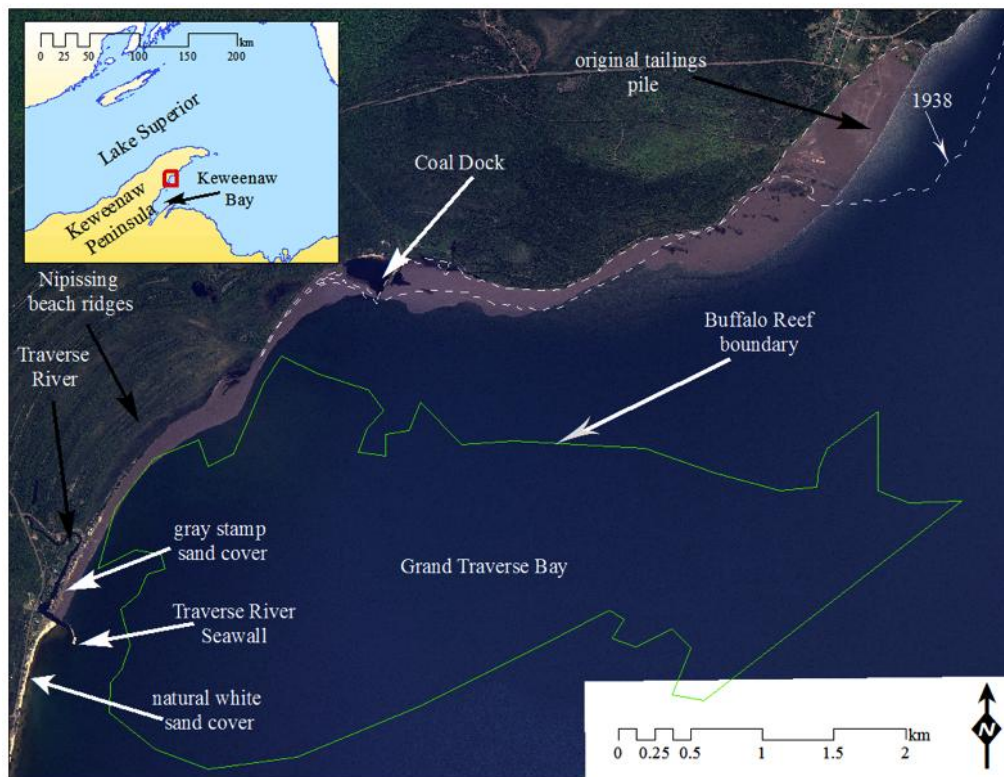 km
0 25 50 100 150 200
Lake Superior
Keweenaw
Peninsula
Keweenaw
Bay
original tailings
pile
1938
Coal Dock
Nipissing
beach ridges
Buffalo Reef
boundary
Traverse
River
gray stamp
sand cover
Grand Traverse Bay
Traverse River
Seawall
natural white
sand cover
km
0 0.25 0.5 1 1.5 2
N